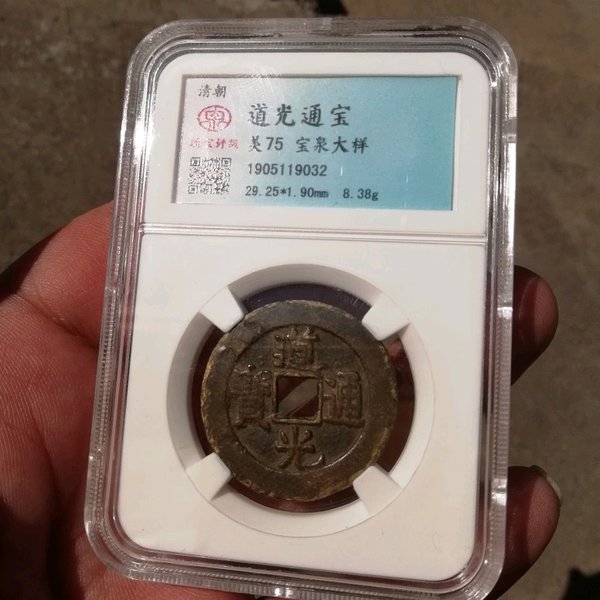 清朝
道光通宝
美75 宝泉大样
1905119032
29.25*1.90mm 8.38g
道
寶 通
光